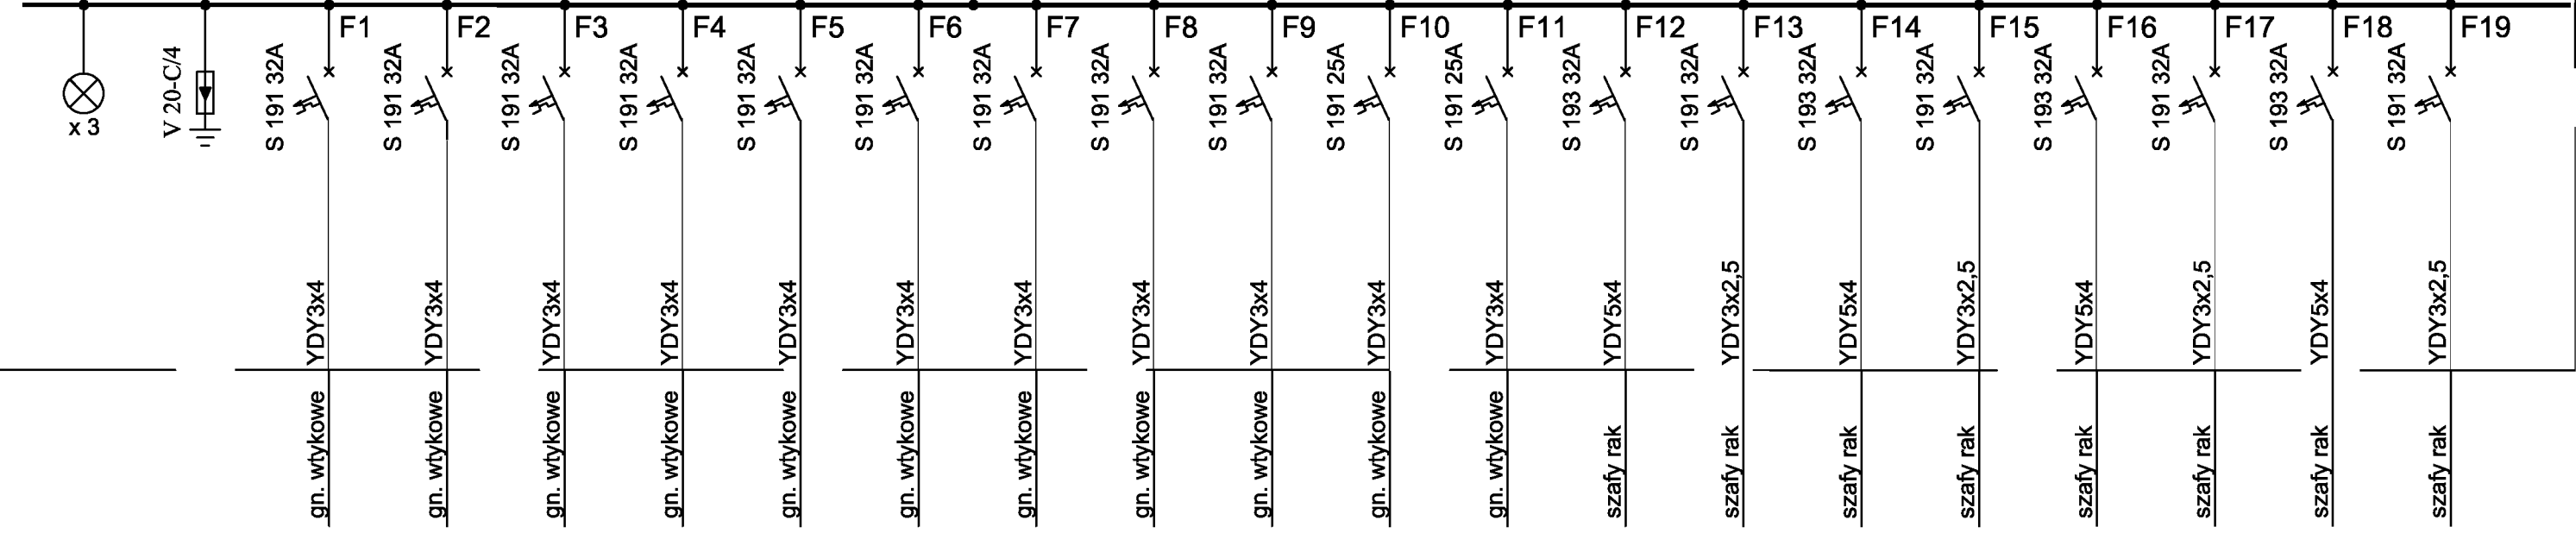 F1 F2 F3 F4 F5 F6 F7 F8 F9 F10 F11 F12 F13 F14 F15 F16 F17 F18 F19
x 3
V 20-C/4
S 191 32A
S 191 32A
S 191 32A
S 191 32A
S 191 32A
S 191 32A
S 191 32A
S 191 32A
S 191 32A
S 191 25A
S 191 25A
S 193 32A
S 191 32A
S 193 32A
S 191 32A
S 193 32A
S 191 32A
S 193 32A
S 191 32A
YDY3x4
YDY3x4
YDY3x4
YDY3x4
YDY3x4
YDY3x4
YDY3x4
YDY3x4
YDY3x4
YDY3x4
YDY3x4
YDY5x4
YDY3x2,5
YDY5x4
YDY3x2,5
YDY5x4
YDY3x2,5
YDY5x4
YDY3x2,5
gn. wtykowe
gn. wtykowe
gn. wtykowe
gn. wtykowe
gn. wtykowe
gn. wtykowe
gn. wtykowe
gn. wtykowe
gn. wtykowe
gn. wtykowe
gn. wtykowe
szafy rak
szafy rak
szafy rak
szafy rak
szafy rak
szafy rak
szafy rak
szafy rak